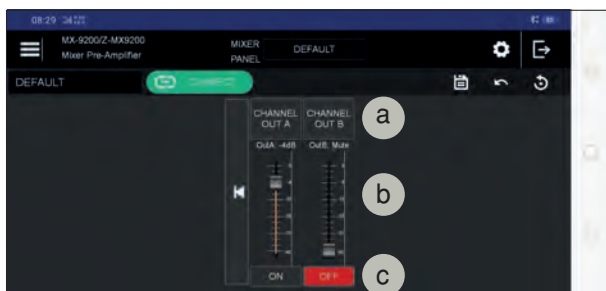 08:29
MX-9200/Z-MX9200
Mixer Pre-Amplifier
MIXER PANEL
DEFAULT
DEFAULT
CHANNEL OUT A
CHANNEL OUT B
OutA, -4dB
OutB, Mute
ON
OFF
a
b
c